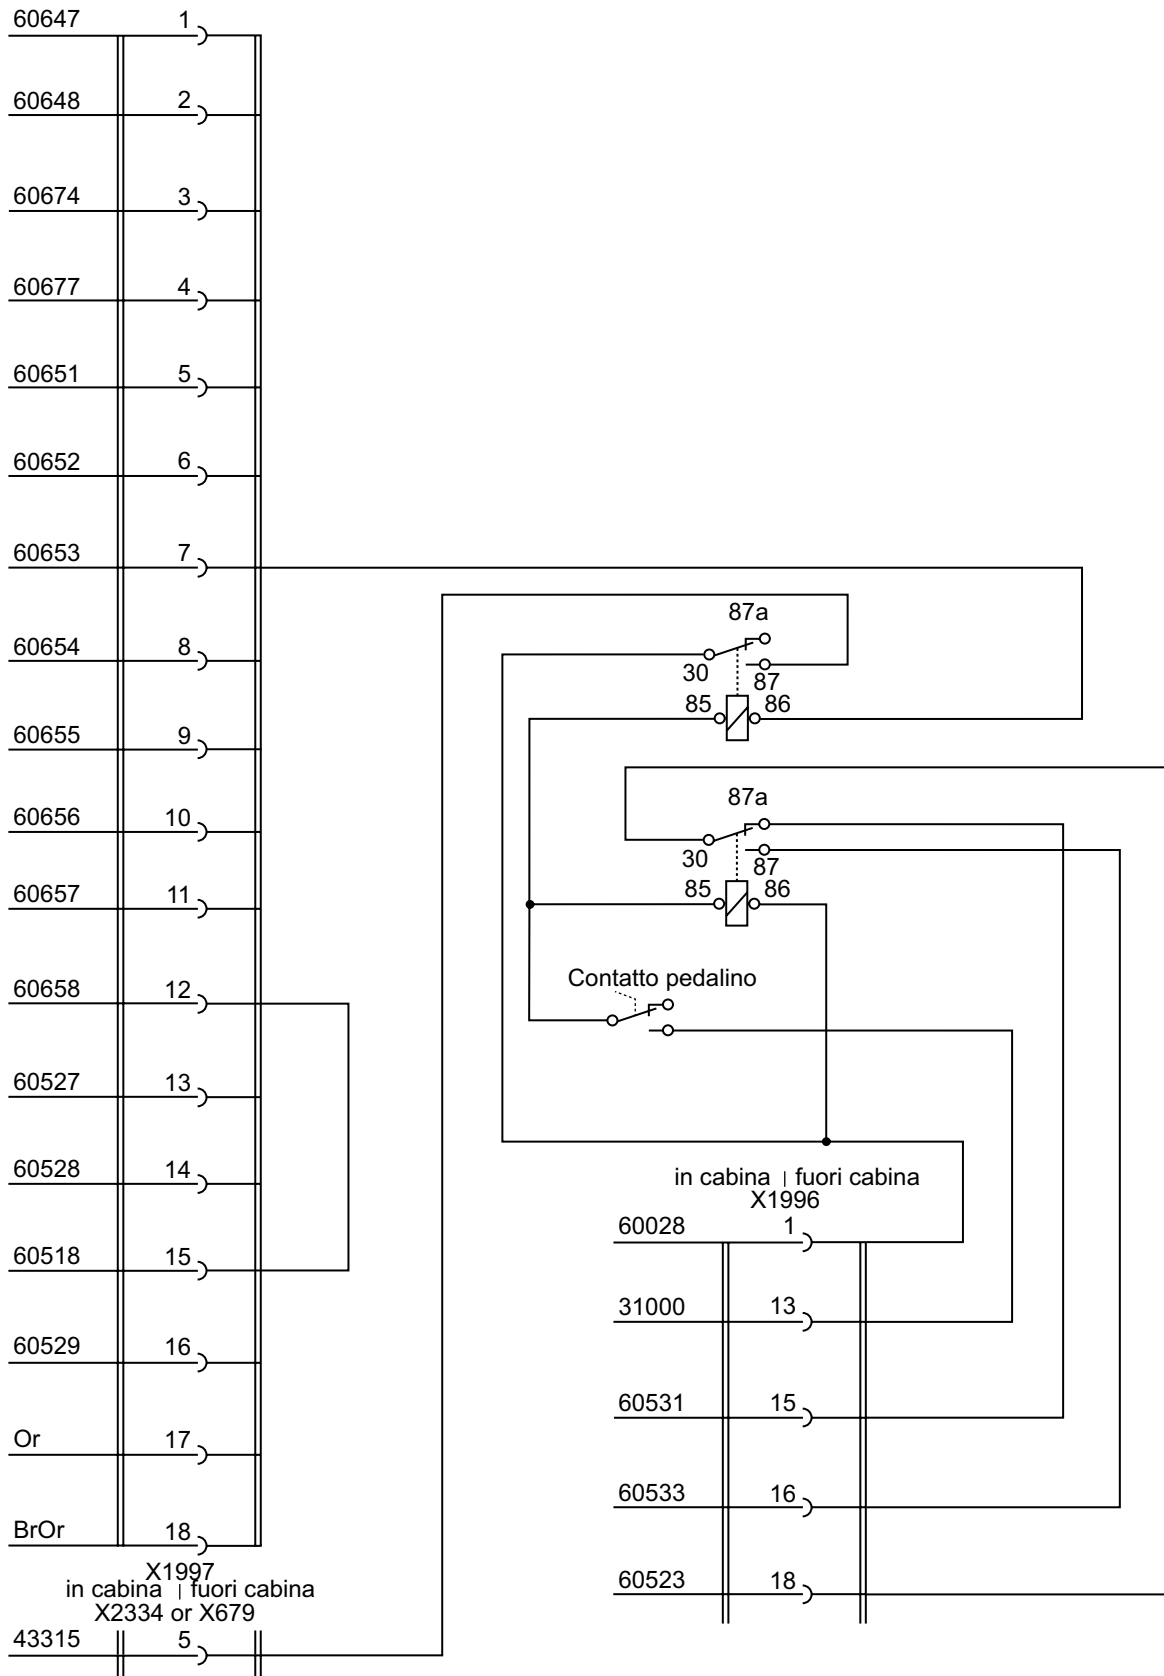 60647 1
60648 2
60674 3
60677 4
60651 5
60652 6
60653 7
87a
60654 8
30 87
85 86
60655 9
87a
60656 10
30 87
60657 11
85 86
Contatto pedalino
60658 12
60527 13
60528 14
in cabina | fuori cabina
X1996
60028 1
60518 15
31000 13
60529 16
60531 15
Or 17
60533 16
BrOr 18
X1997
in cabina | fuori cabina
X2334 or X679
60523 18
43315 5